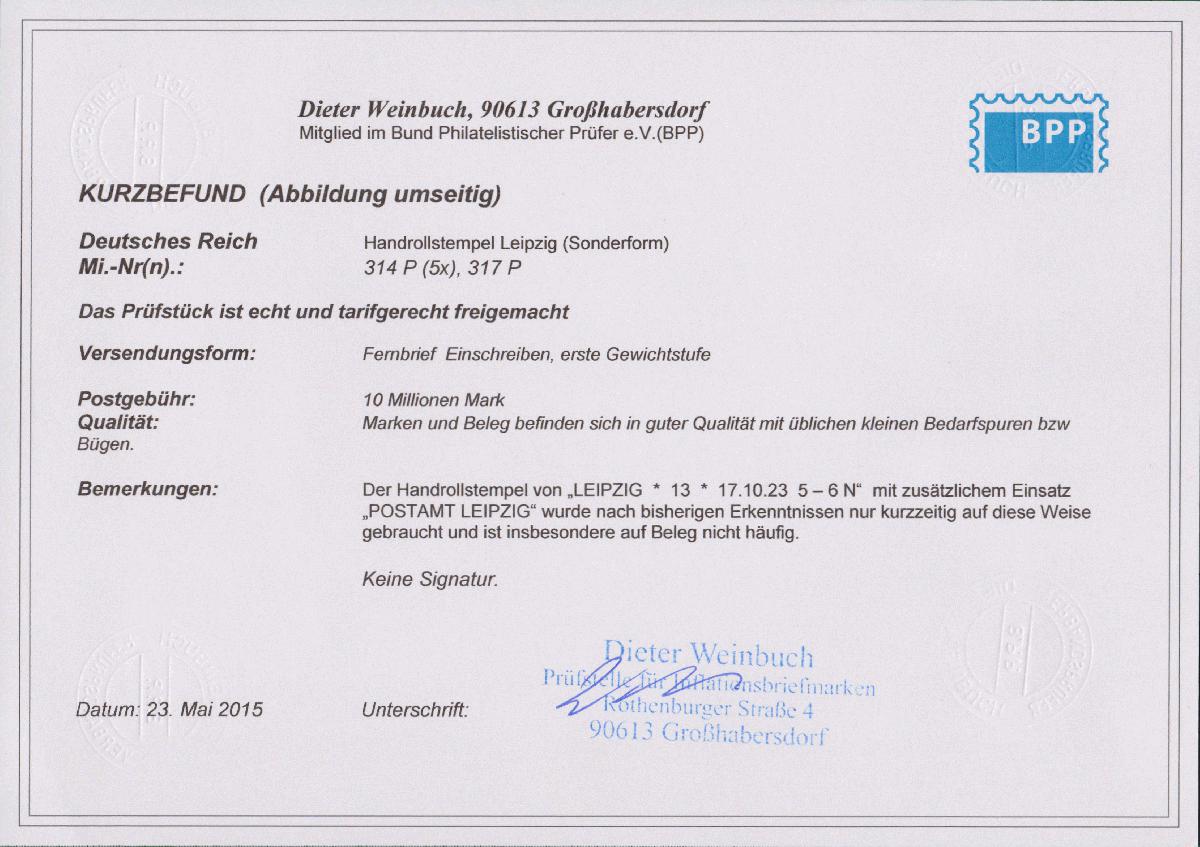 Dieter Weinbuch, 90613 Großhabersdorf
Mitglied im Bund Philatelistischer Prüfer e.V.(BPP)
BPP
KURZBEFUND (Abbildung umseitig)
Deutsches Reich Handrollstempel Leipzig (Sonderform)
Mi.-Nr(n).: 314 P (5x), 317 P
Das Prüfstück ist echt und tarifgerecht freigemacht
Versendungsform: Fernbrief Einschreiben, erste Gewichtstufe
Postgebühr: 10 Millionen Mark
Qualität: Marken und Beleg befinden sich in guter Qualität mit üblichen kleinen Bedarfspuren bzw
Bügen.
Bemerkungen: Der Handrollstempel von „LEIPZIG * 13 * 17.10.23 5 – 6 N“ mit zusätzlichem Einsatz
„POSTAMT LEIPZIG“ wurde nach bisherigen Erkenntnissen nur kurzzeitig auf diese Weise
gebraucht und ist insbesondere auf Beleg nicht häufig.
Keine Signatur.
Dieter Weinbuch
Prüfstelle für Inflationsbriefmarken
Rothenburger Straße 4
90613 Großhabersdorf
Datum: 23. Mai 2015 Unterschrift: